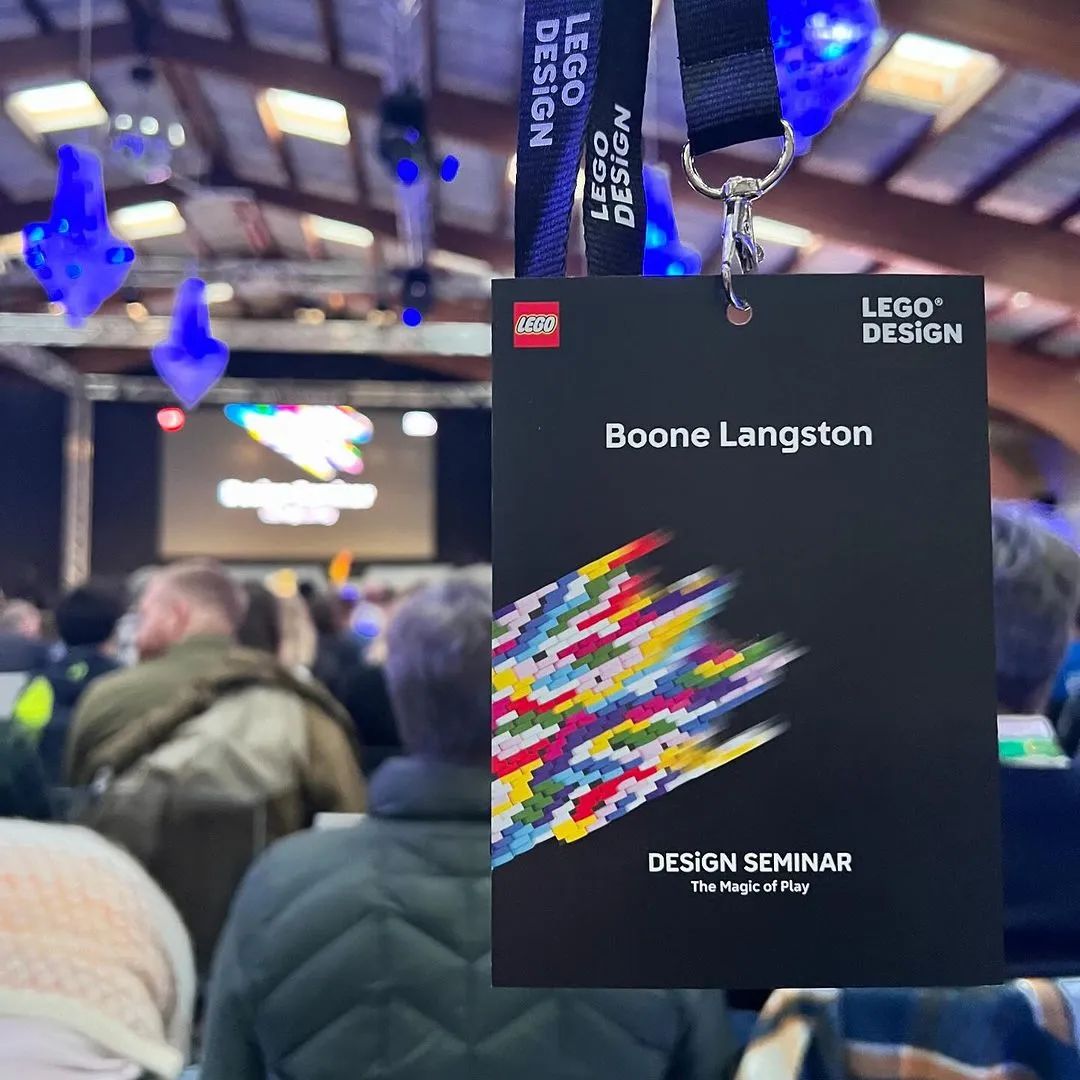 LEGO
DESiGN
LEGO
DESiGN
LEGO
LEGO®
DESiGN
Boone Langston
DESiGN SEMINAR
The Magic of Play